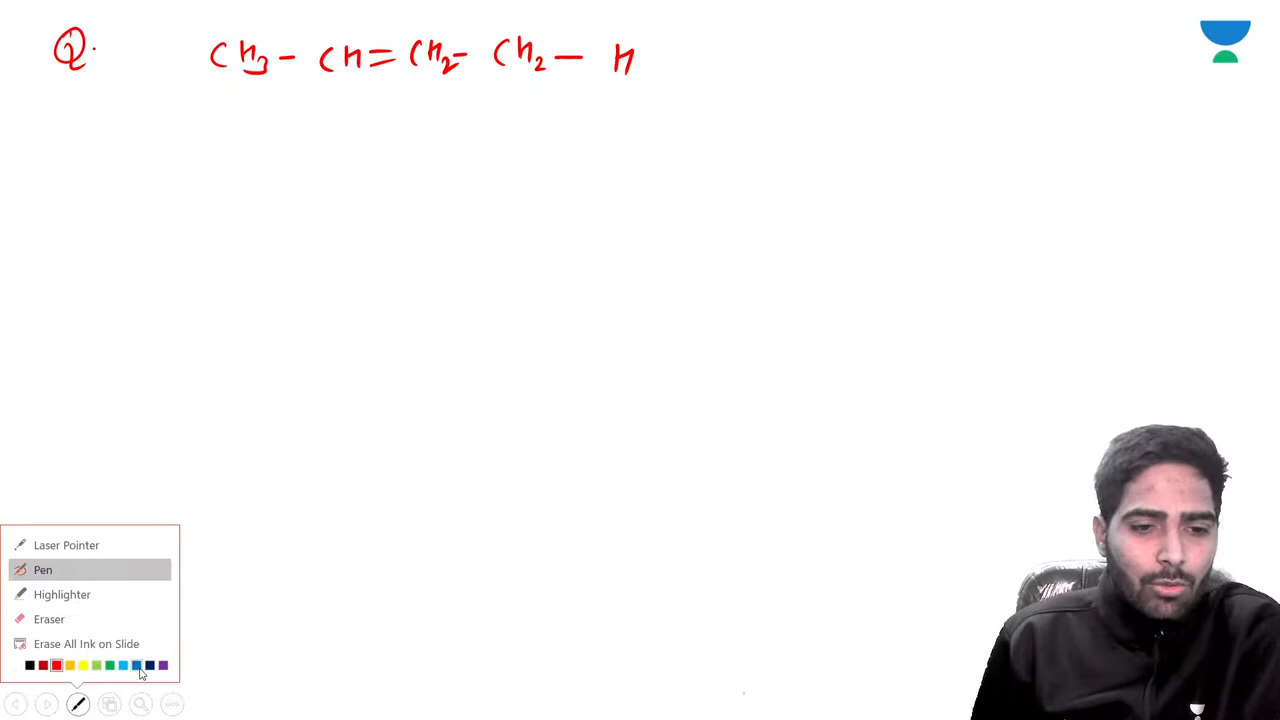 Q. CH3 - CH = CH2 - CH2 - H
Laser Pointer
Pen
Highlighter
Eraser
Erase All Ink on Slide